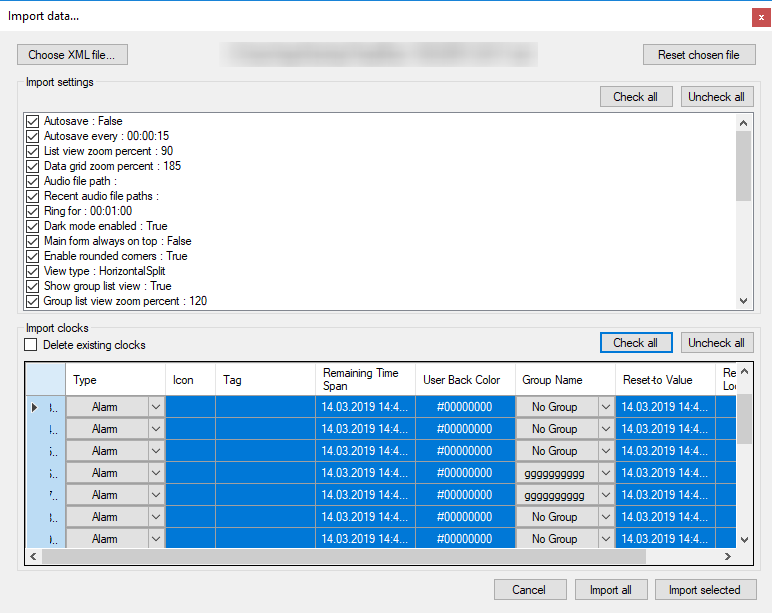 Import data...
Choose XML file...
Reset chosen file
Import settings
Check all
Uncheck all
Autosave : False
Autosave every : 00:00:15
List view zoom percent : 90
Data grid zoom percent : 185
Audio file path :
Recent audio file paths :
Ring for : 00:01:00
Dark mode enabled : True
Main form always on top : False
Enable rounded corners : True
View type : HorizontalSplit
Show group list view : True
Group list view zoom percent : 120
Import clocks
Delete existing clocks
Check all
Uncheck all
Type Icon Tag Remaining Time Span User Back Color Group Name Reset-to Value Re Loc
Alarm 14.03.2019 14:4... #00000000 No Group 14.03.2019 14:4...
Alarm 14.03.2019 14:4... #00000000 No Group 14.03.2019 14:4...
Alarm 14.03.2019 14:4... #00000000 No Group 14.03.2019 14:4...
Alarm 14.03.2019 14:4... #00000000 gggggggggg 14.03.2019 14:4...
Alarm 14.03.2019 14:4... #00000000 gggggggggg 14.03.2019 14:4...
Alarm 14.03.2019 14:4... #00000000 No Group 14.03.2019 14:4...
Alarm 14.03.2019 14:4... #00000000 No Group 14.03.2019 14:4...
Cancel
Import all
Import selected